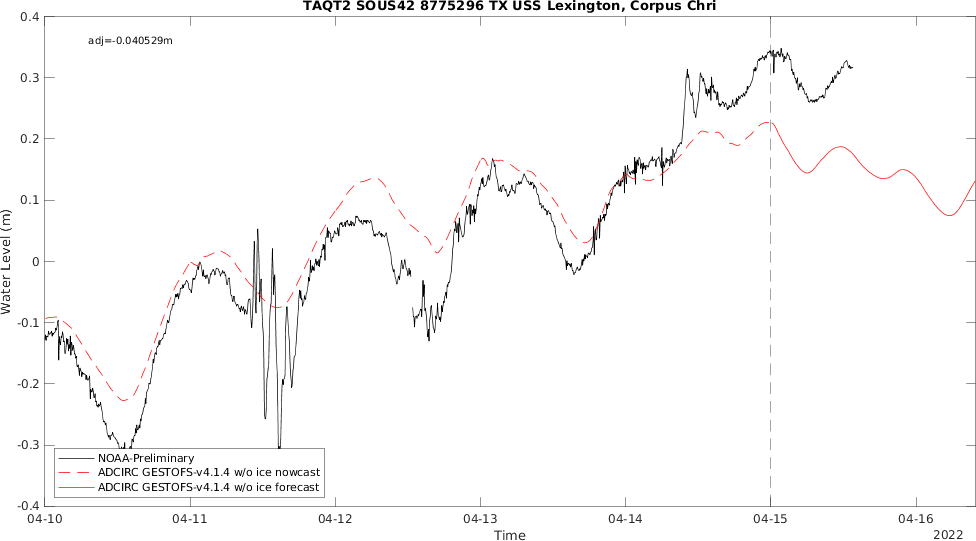 TAQT2 SOUS42 8775296 TX USS Lexington, Corpus Chri
adj=-0.040529m
0.4
0.3
0.2
0.1
0
-0.1
-0.2
-0.3
-0.4
Water Level (m)
NOAA-Preliminary
ADCIRC GESTOFS-v4.1.4 w/o ice nowcast
ADCIRC GESTOFS-v4.1.4 w/o ice forecast
04-10 04-11 04-12 04-13 04-14 04-15 04-16
Time
2022